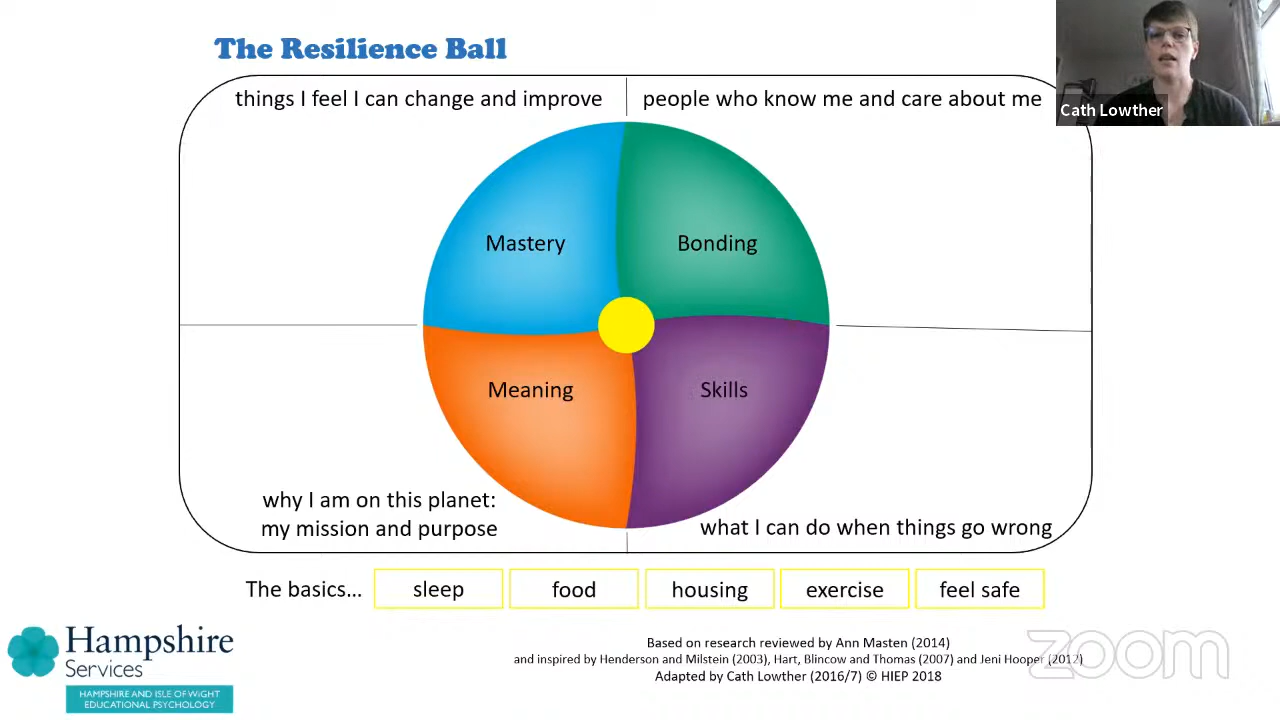 The Resilience Ball
Cath Lowther
things I feel I can change and improve
people who know me and care about me
Mastery
Bonding
Meaning
Skills
why I am on this planet:
my mission and purpose
what I can do when things go wrong
The basics...
sleep
food
housing
exercise
feel safe
Hampshire
Services
HAMPSHIRE AND ISLE OF WIGHT
EDUCATIONAL PSYCHOLOGY
Based on research reviewed by Ann Masten (2014)
and inspired by Henderson and Milstein (2003), Hart, Blincow and Thomas (2007) and Jeni Hooper (2012)
Adapted by Cath Lowther (2016/7) © HIEP 2018
zoom